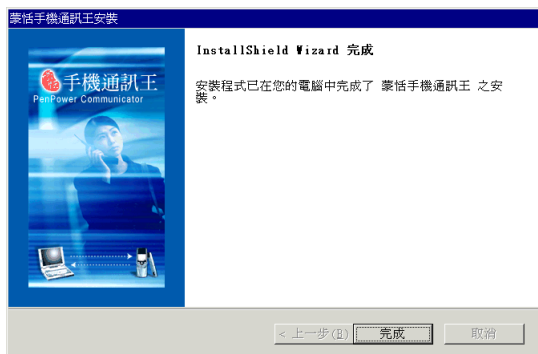 蒙恬手機通訊王安裝
手機通訊王
PenPower Communicator
InstallShield Wizard 完成
安裝程式已在您的電腦中完成了 蒙恬手機通訊王 之安
裝。
< 上一步(B)
完成
取消